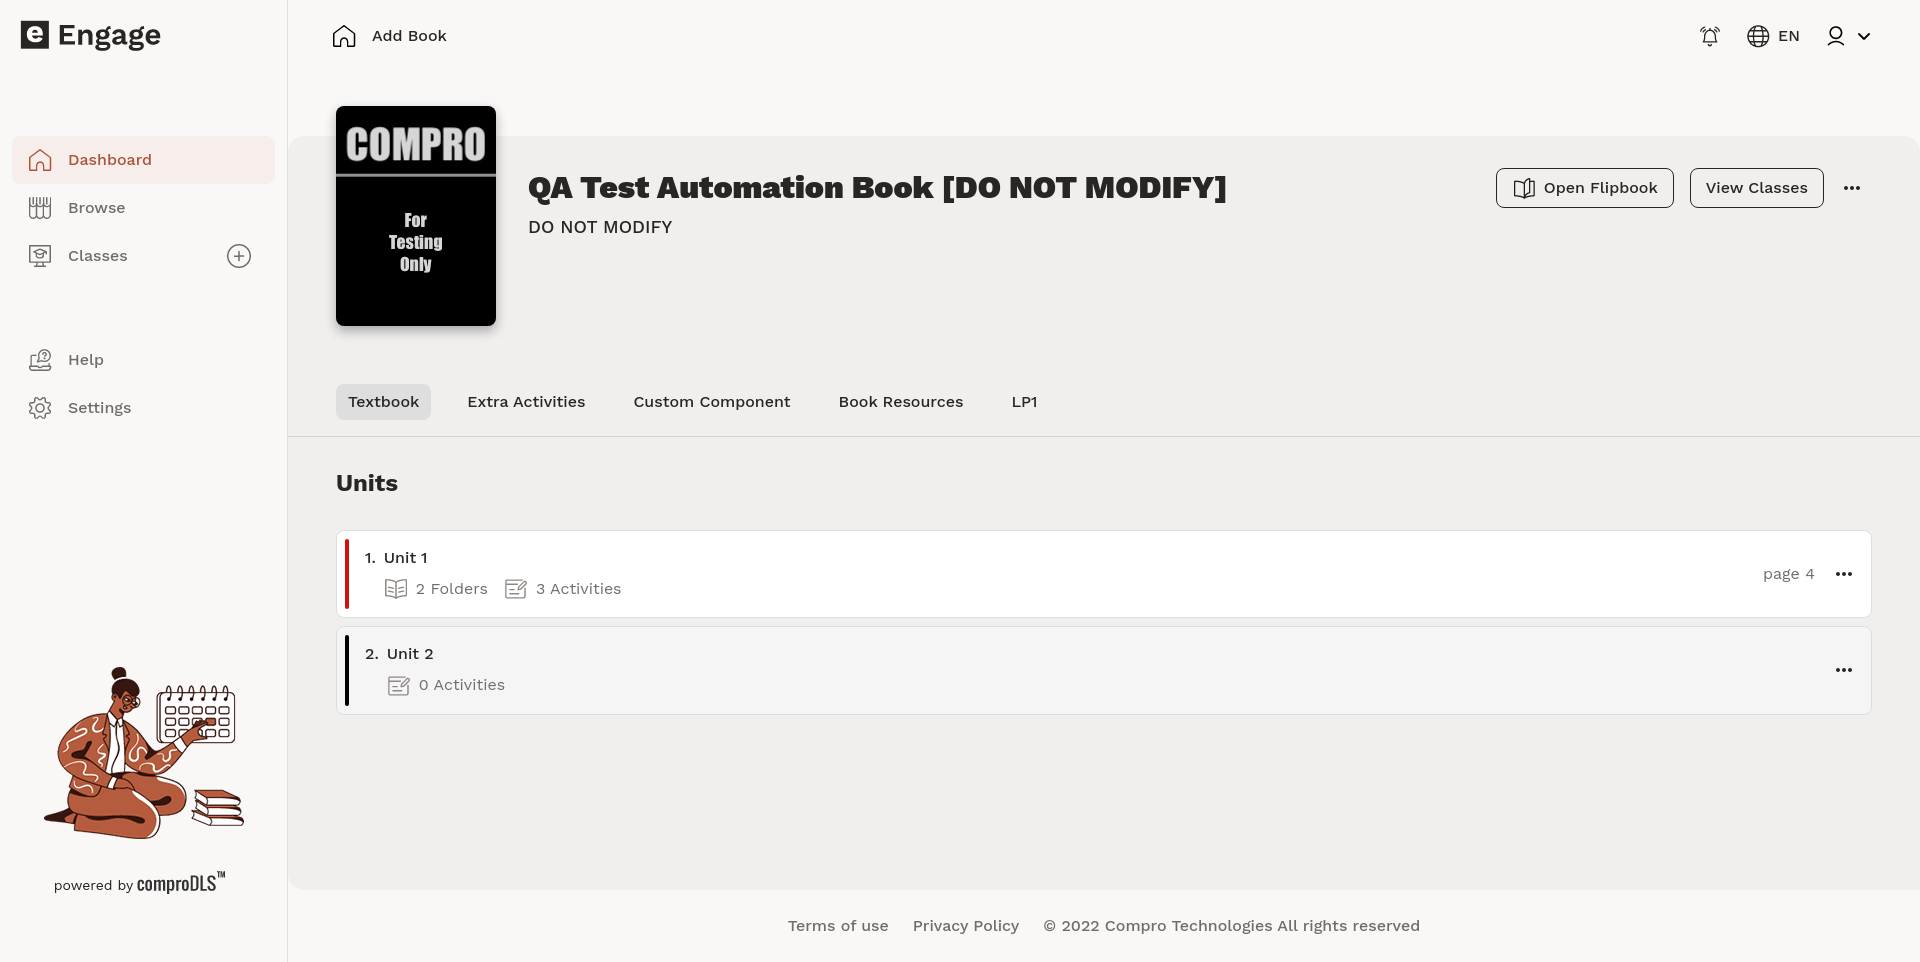 e Engage
Add Book
EN
Dashboard
Browse
Classes
Help
Settings
powered by comproDLS™
COMPRO
For
Testing
Only
QA Test Automation Book [DO NOT MODIFY]
DO NOT MODIFY
Open Flipbook
View Classes
Textbook
Extra Activities
Custom Component
Book Resources
LP1
Units
1. Unit 1
2 Folders
3 Activities
page 4
2. Unit 2
0 Activities
Terms of use
Privacy Policy
© 2022 Compro Technologies All rights reserved